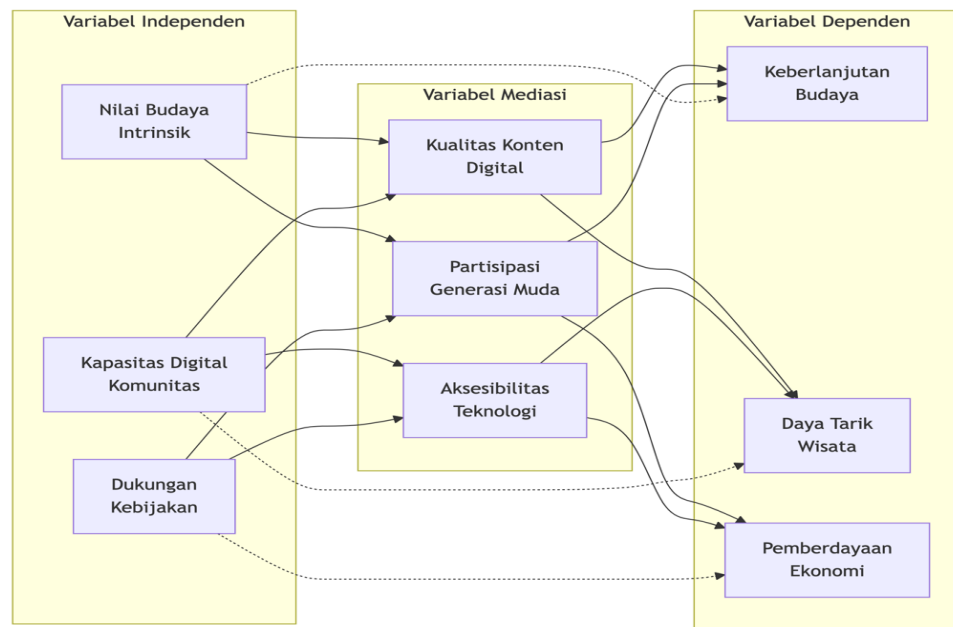 Variabel Independen
Nilai Budaya
Intrinsik
Kapasitas Digital
Komunitas
Dukungan
Kebijakan
Variabel Mediasi
Kualitas Konten
Digital
Partisipasi
Generasi Muda
Aksesibilitas
Teknologi
Variabel Dependen
Keberlanjutan
Budaya
Daya Tarik
Wisata
Pemberdayaan
Ekonomi